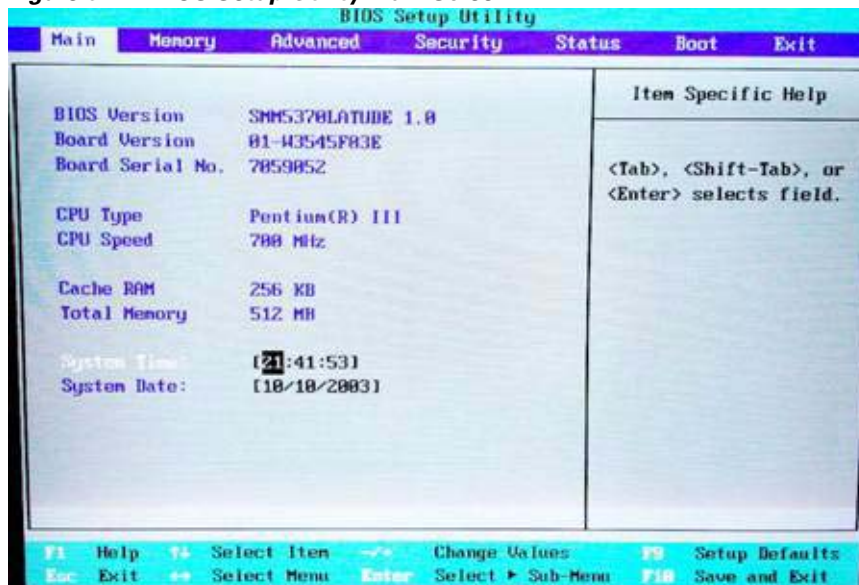 BIOS Setup Utility
Main Memory Advanced Security Status Boot Exit
Item Specific Help
BIOS Version SMM5370LATUDE 1.0
Board Version 01-W3545F83E
Board Serial No. 7059052
<Tab>, <Shift-Tab>, or
<Enter> selects field.
CPU Type Pentium(R) III
CPU Speed 700 MHz
Cache RAM 256 KB
Total Memory 512 MB
System Time: [21:41:53]
System Date: [10/10/2003]
F1 Help ↑↓ Select Item -/+ Change Values F9 Setup Defaults
Esc Exit ↔ Select Menu Enter Select ► Sub-Menu F10 Save and Exit